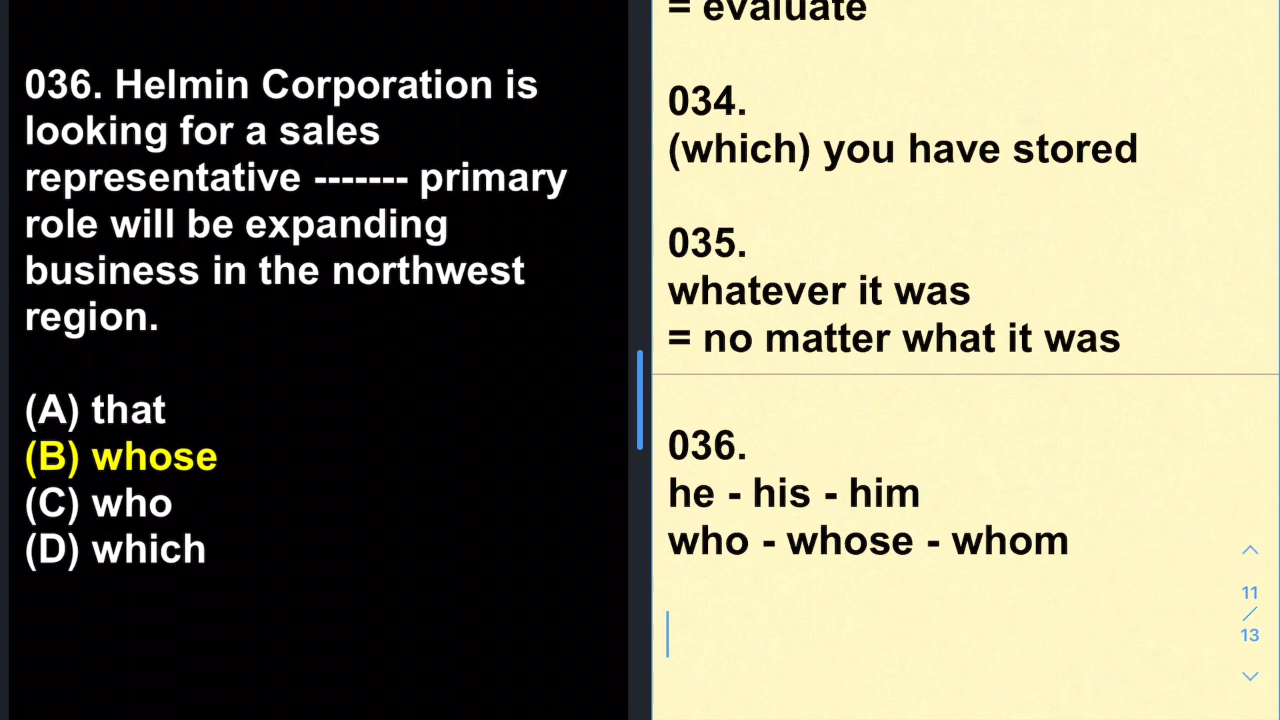 036. Helmin Corporation is
looking for a sales
representative ------- primary
role will be expanding
business in the northwest
region.
(A) that
(B) whose
(C) who
(D) which
= evaluate
034.
(which) you have stored
035.
whatever it was
= no matter what it was
036.
he - his - him
who - whose - whom
11
/
13